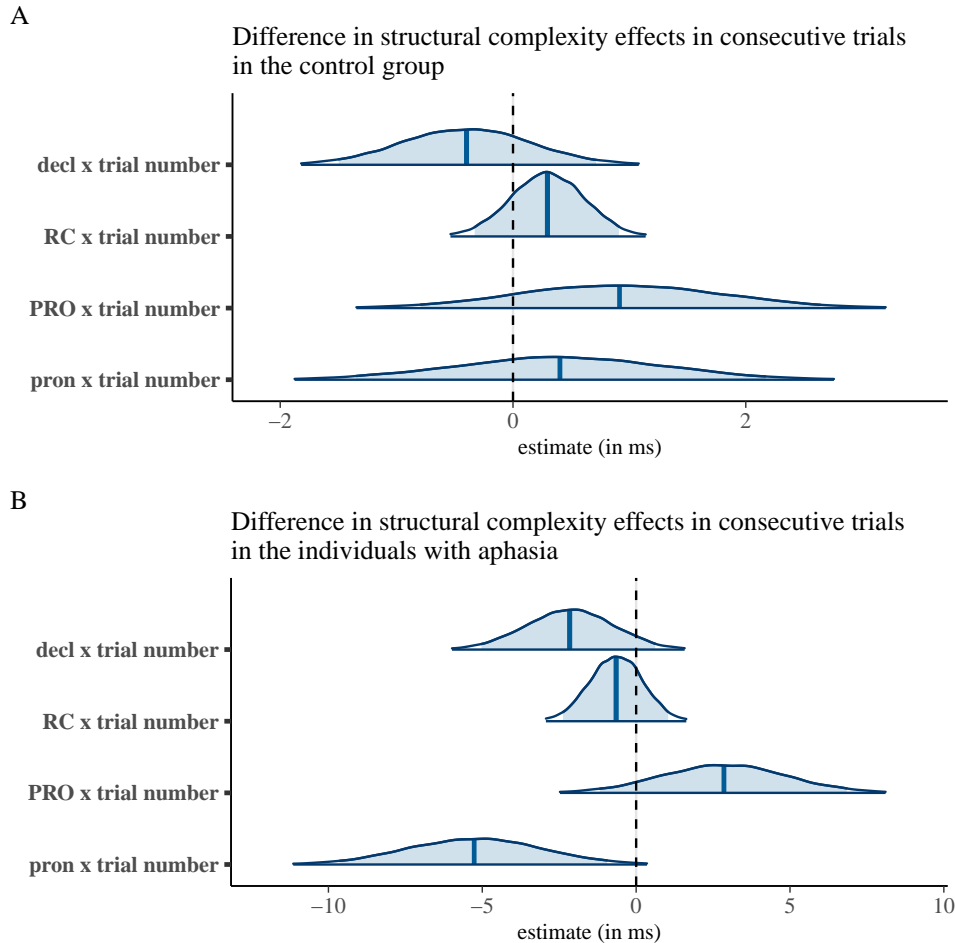 A
Difference in structural complexity effects in consecutive trials
in the control group
decl x trial number
RC x trial number
PRO x trial number
pron x trial number
−2 0 2
estimate (in ms)
B
Difference in structural complexity effects in consecutive trials
in the individuals with aphasia
decl x trial number
RC x trial number
PRO x trial number
pron x trial number
−10 −5 0 5 10
estimate (in ms)